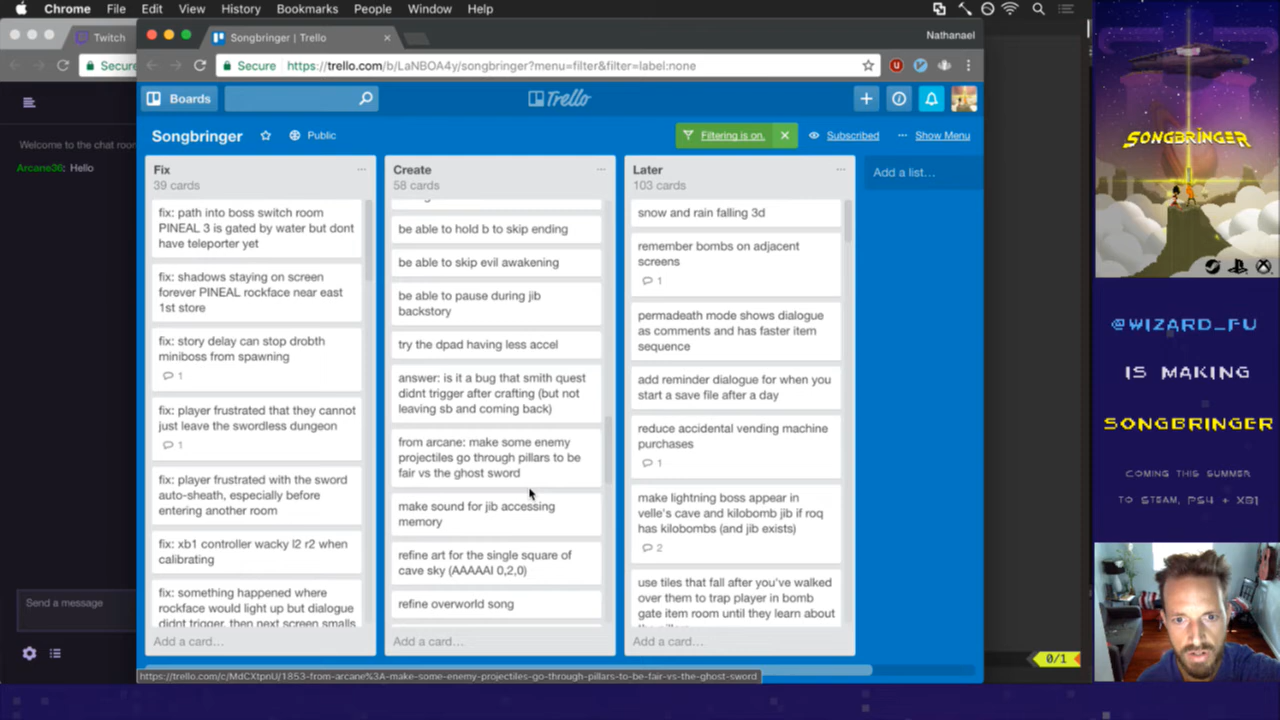 Chrome File Edit View History Bookmarks People Window Help
Twitch
Songbringer | Trello
Nathanael
Secure
Secure https://trello.com/b/LaNBOA4y/songbringer?menu=filter&filter=label:none
Boards
Trello
Welcome to the chat room
Arcane36: Hello
Songbringer
Public
Filtering is on.
Subscribed
Show Menu
Fix
39 cards
fix: path into boss switch room
PINEAL 3 is gated by water but dont
have teleporter yet
fix: shadows staying on screen
forever PINEAL rockface near east
1st store
fix: story delay can stop drobth
miniboss from spawning
1
fix: player frustrated that they cannot
just leave the swordless dungeon
1
fix: player frustrated with the sword
auto-sheath, especially before
entering another room
fix: xb1 controller wacky l2 r2 when
calibrating
fix: something happened where
rockface would light up but dialogue
didnt trigger, then next screen smalls
Add a card...
Create
58 cards
be able to hold b to skip ending
be able to skip evil awakening
be able to pause during jib
backstory
try the dpad having less accel
answer: is it a bug that smith quest
didnt trigger after crafting (but not
leaving sb and coming back)
from arcane: make some enemy
projectiles go through pillars to be
fair vs the ghost sword
make sound for jib accessing
memory
refine art for the single square of
cave sky (AAAAAI 0,2,0)
refine overworld song
Add a card...
Later
103 cards
snow and rain falling 3d
remember bombs on adjacent
screens
1
permadeath mode shows dialogue
as comments and has faster item
sequence
add reminder dialogue for when you
start a save file after a day
reduce accidental vending machine
purchases
1
make lightning boss appear in
velle's cave and kilobomb jib if roq
has kilobombs (and jib exists)
2
use tiles that fall after you've walked
over them to trap player in bomb
gate item room until they learn about
Add a card...
Add a list...
Send a message
https://trello.com/c/MdCXtpnU/1853-from-arcane%3A-make-some-enemy-projectiles-go-through-pillars-to-be-fair-vs-the-ghost-sword
0/1
SONGBRINGER
@WIZARD_FU
IS MAKING
SONGBRINGER
COMING THIS SUMMER
TO STEAM, PS4 + XB1